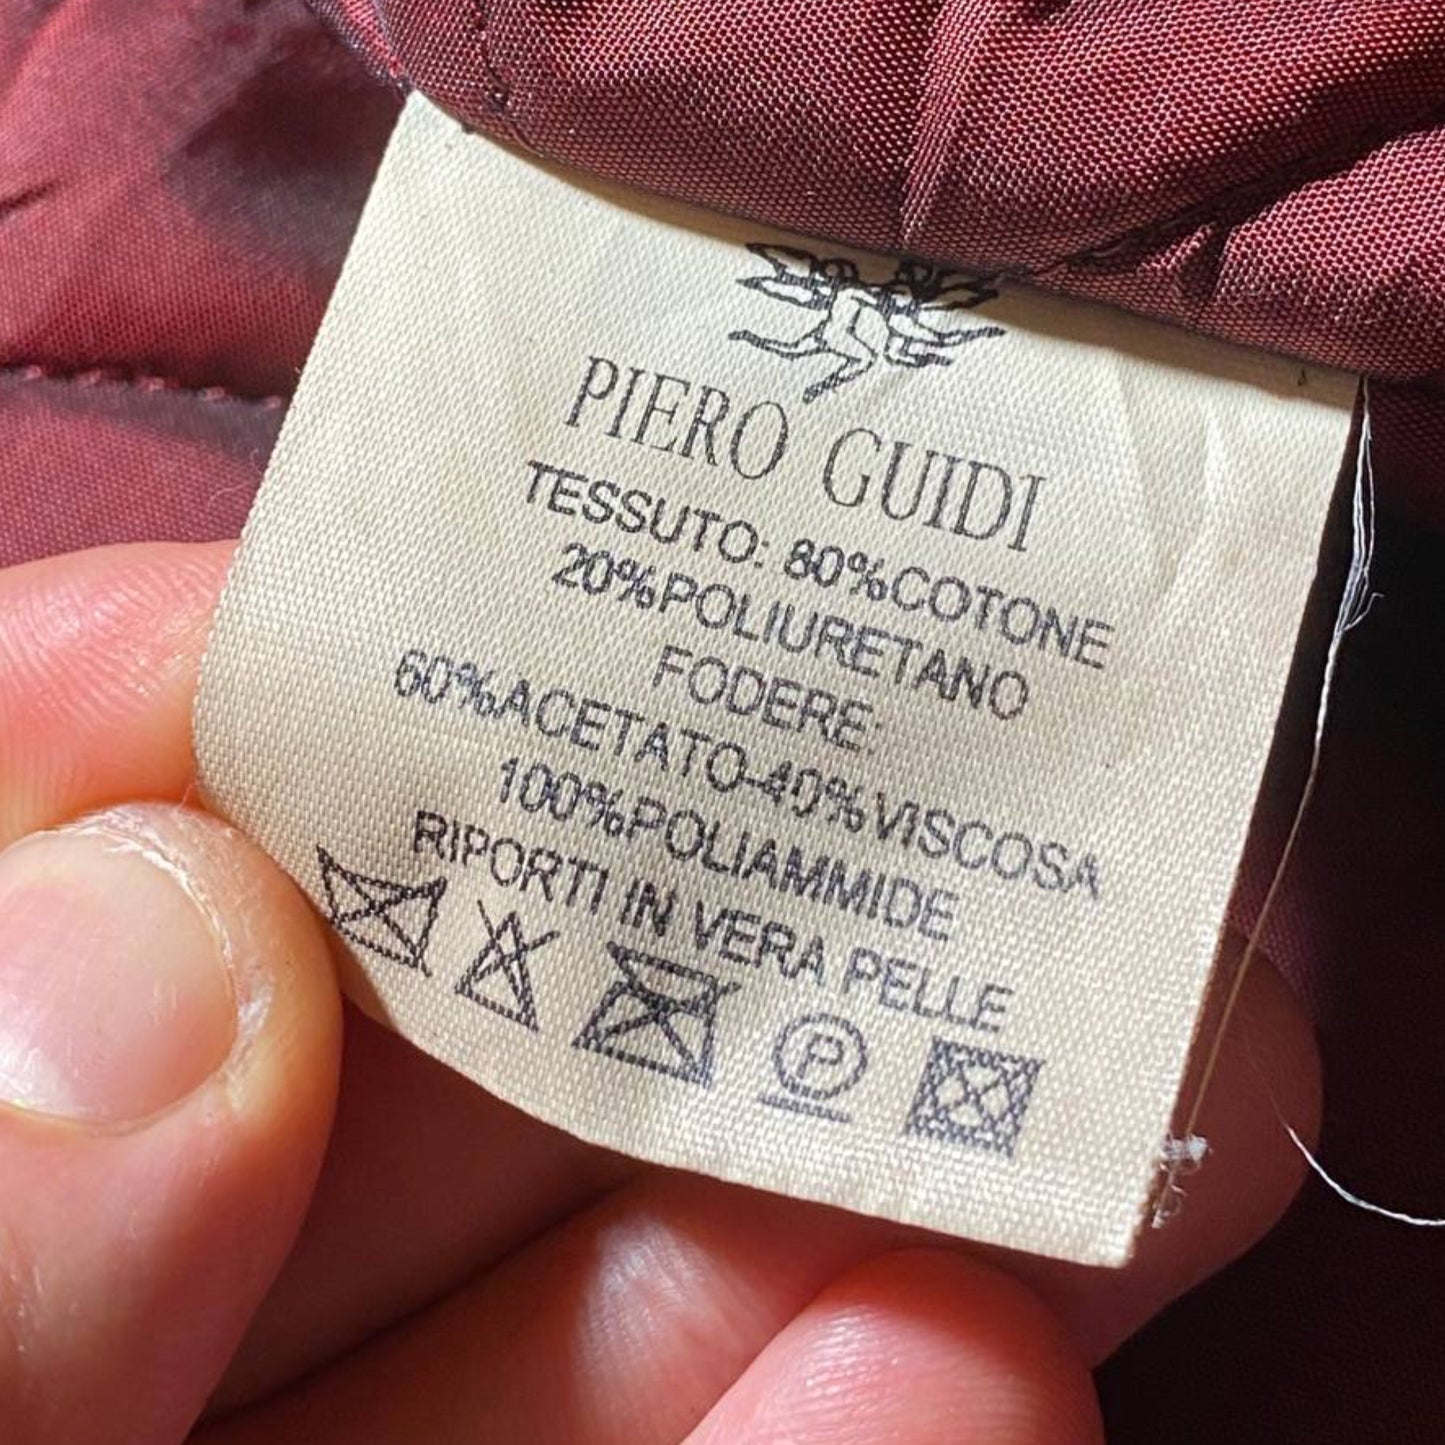 PIERO GUIDI
TESSUTO: 80%COTONE
20%POLIURETANO
FODERE:
60%ACETATO-40%VISCOSA
100%POLIAMMIDE
RIPORTI IN VERA PELLE
P